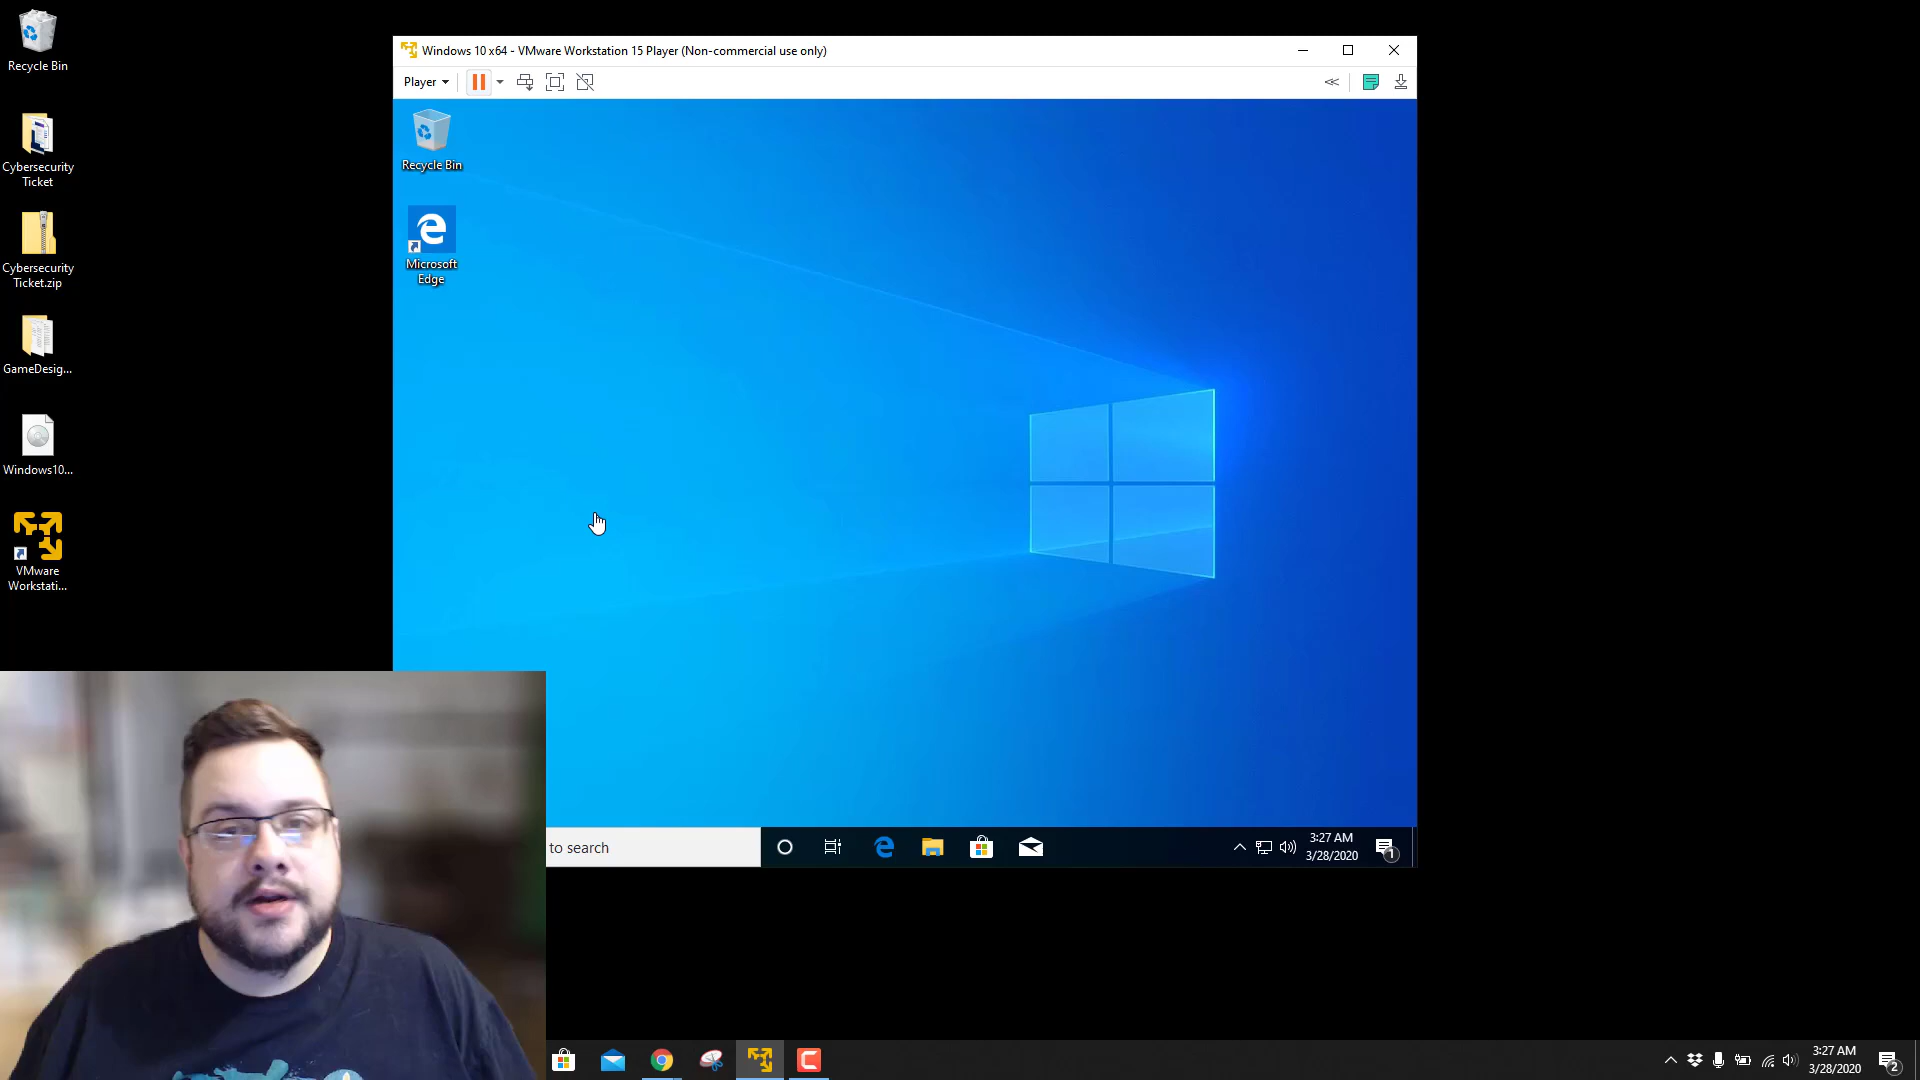 Recycle Bin
Cybersecurity
Ticket
Cybersecurity
Ticket.zip
GameDesig...
Windows10...
VMware
Workstati...
Windows 10 x64 - VMware Workstation 15 Player (Non-commercial use only)
Player
Recycle Bin
Microsoft
Edge
to search
3:27 AM
3/28/2020
1
3:27 AM
3/28/2020
2